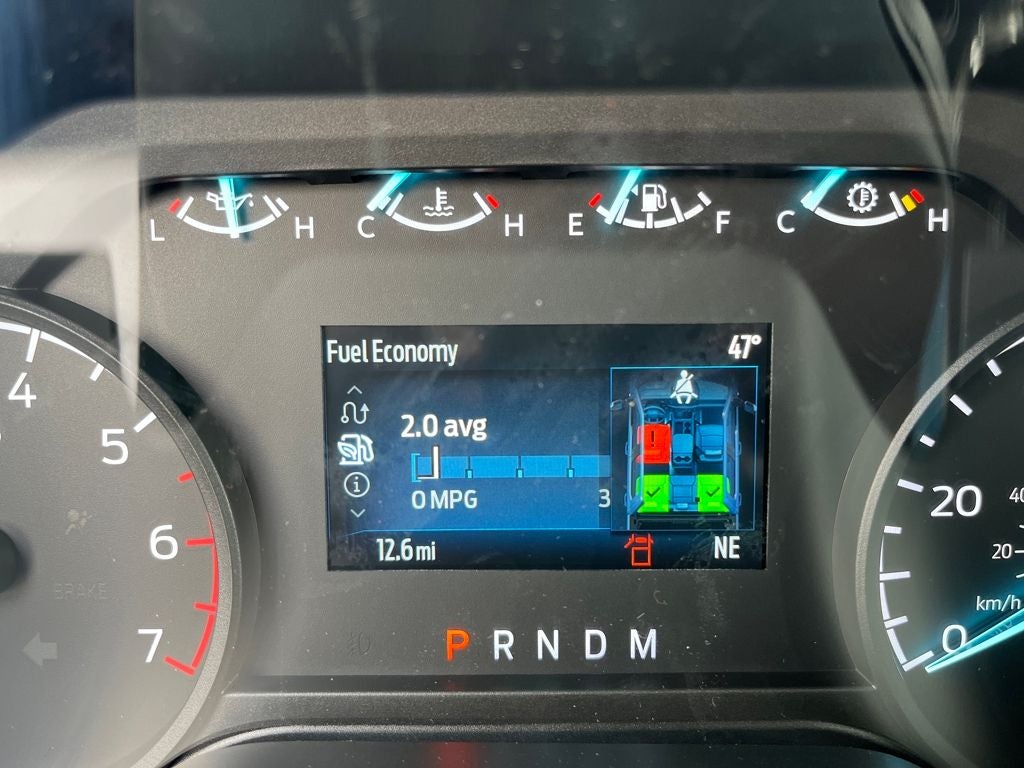 L H C H E F C H
Fuel Economy 47°
4
2.0 avg
5
0 MPG 3
20 40
6
BRAKE
12.6 mi NE
20
km/h
7
P R N D M
0